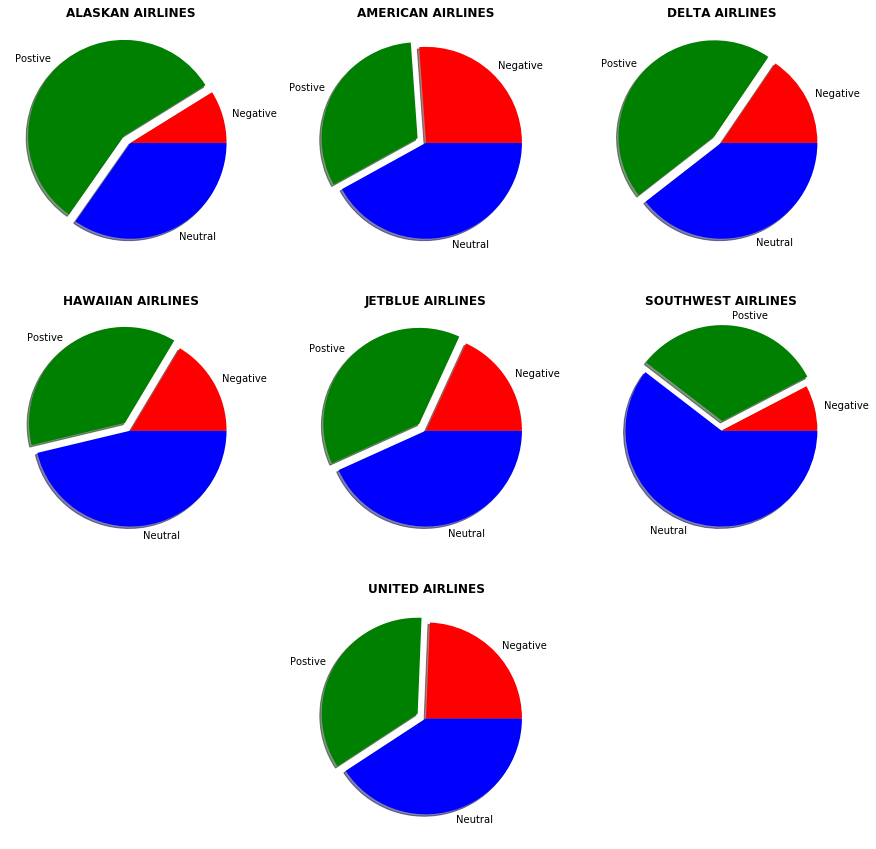 ALASKAN AIRLINES
Postive
Negative
Neutral
AMERICAN AIRLINES
Postive
Negative
Neutral
DELTA AIRLINES
Postive
Negative
Neutral
HAWAIIAN AIRLINES
Postive
Negative
Neutral
JETBLUE AIRLINES
Postive
Negative
Neutral
SOUTHWEST AIRLINES
Postive
Negative
Neutral
UNITED AIRLINES
Postive
Negative
Neutral